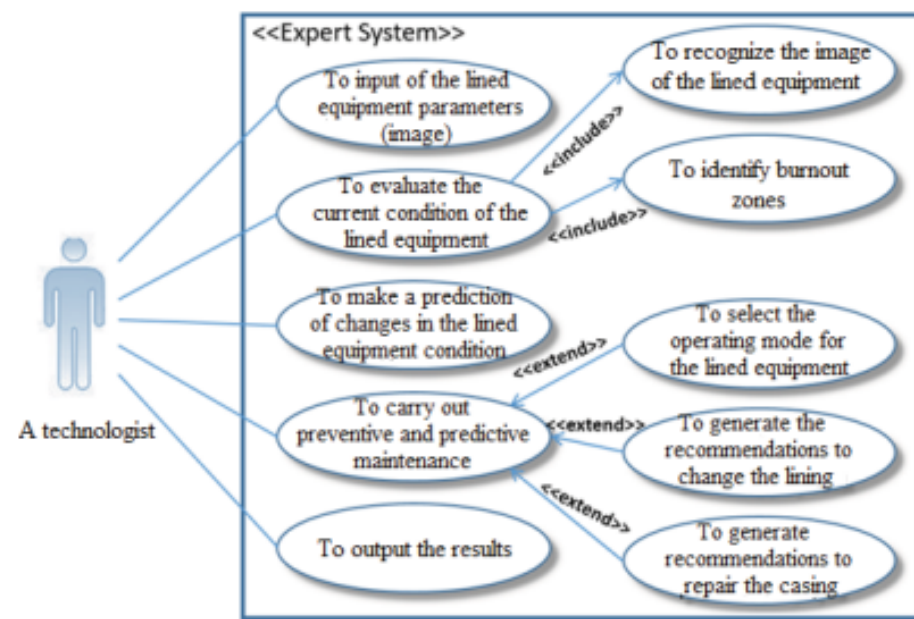 <<Expert System>>
To input of the lined
equipment parameters
(image)
To recognize the image
of the lined equipment
<<include>>
To evaluate the
current condition of the
lined equipment
To identify burnout
zones
<<include>>
To make a prediction
of changes in the lined
equipment condition
To select the
operating mode for
the lined equipment
<<extend>>
A technologist
To carry out
preventive and predictive
maintenance
<<extend>>
To generate the
recommendations to
change the lining
<<extend>>
To output the results
To generate
recommendations to
repair the casing